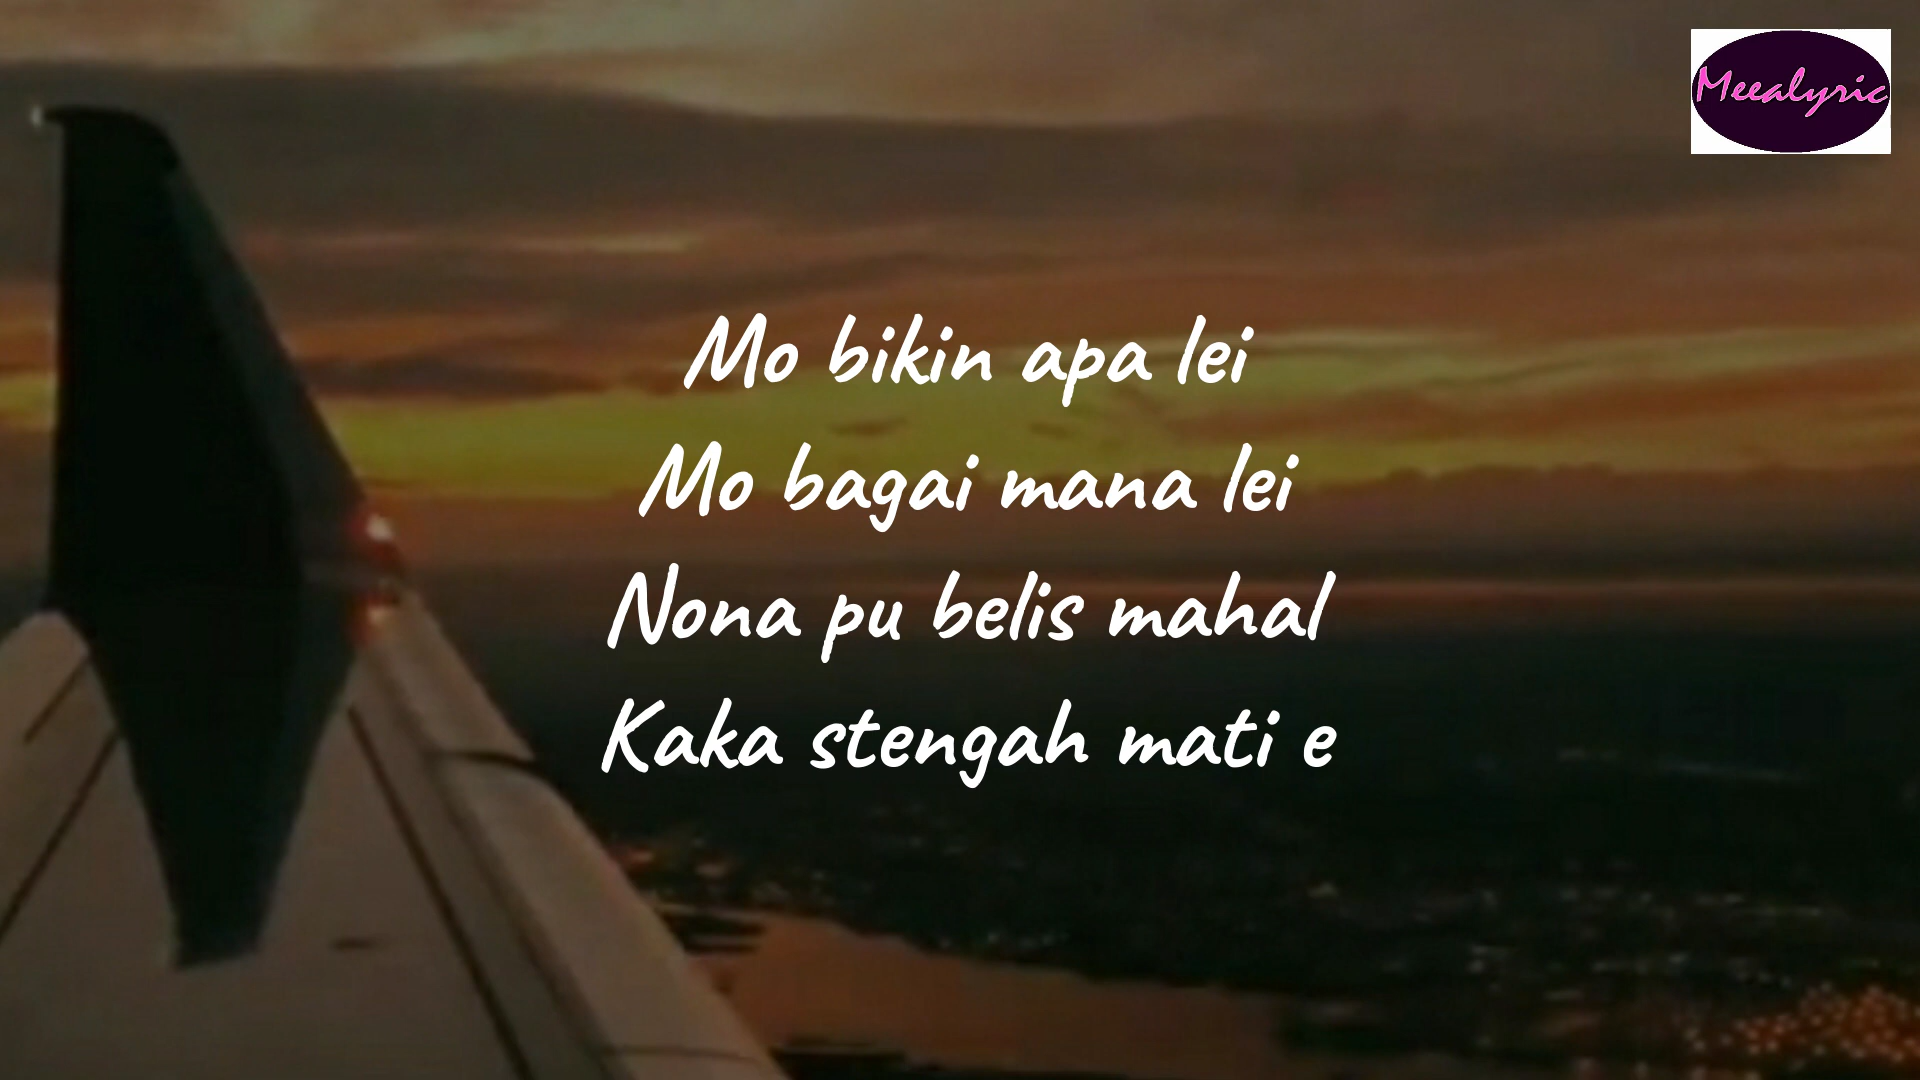 Meealyric
Mo bikin apa lei
Mo bagai mana lei
Nona pu belis mahal
Kaka stengah mati e